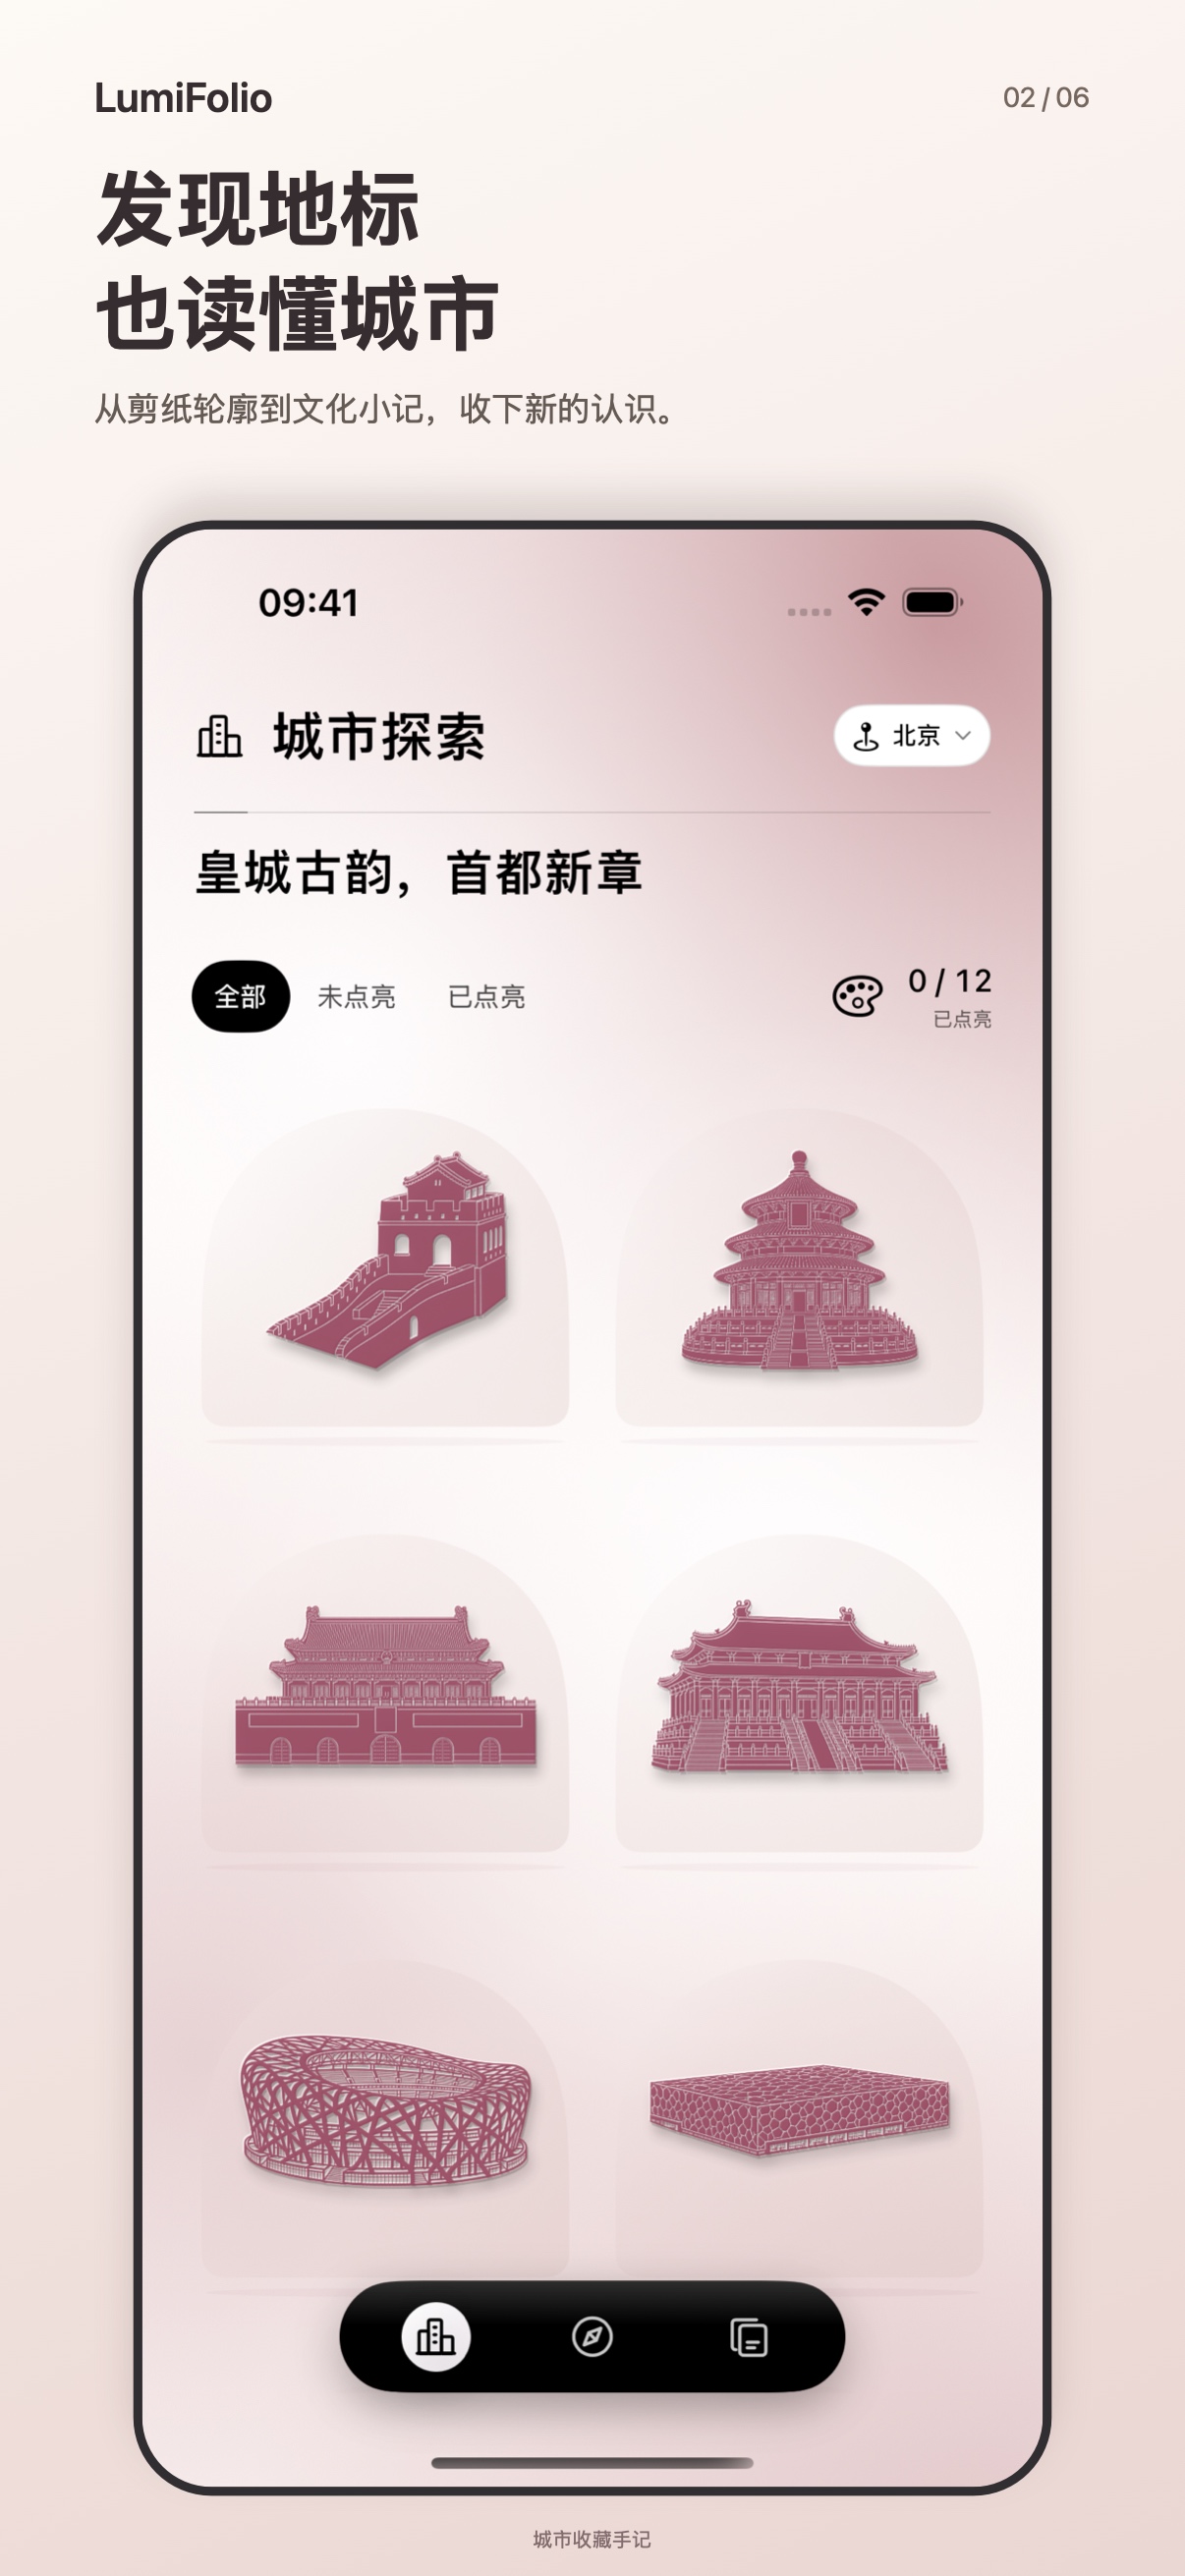 LumiFolio
02 / 06
发现地标
也读懂城市
从剪纸轮廓到文化小记，收下新的认识。
09:41
城市探索
北京
皇城古韵，首都新章
全部
未点亮
已点亮
0 / 12
已点亮
城市收藏手记